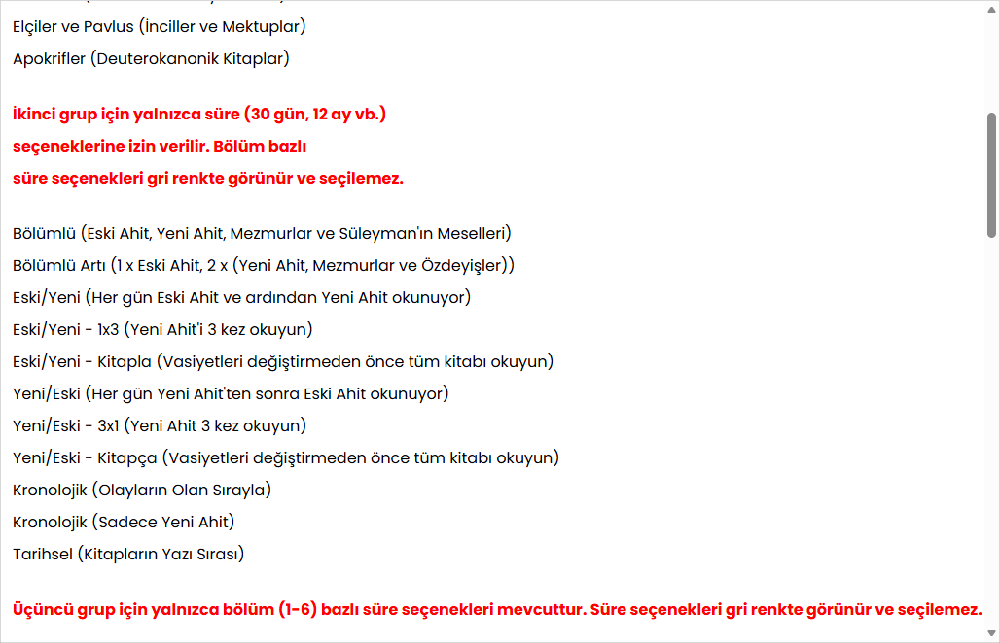 Elçiler ve Pavlus (İnciller ve Mektuplar)
Apokrifler (Deuterokanonik Kitaplar)
İkinci grup için yalnızca süre (30 gün, 12 ay vb.)
seçeneklerine izin verilir. Bölüm bazlı
süre seçenekleri gri renkte görünür ve seçilemez.
Bölümlü (Eski Ahit, Yeni Ahit, Mezmurlar ve Süleyman'ın Meselleri)
Bölümlü Artı (1 x Eski Ahit, 2 x (Yeni Ahit, Mezmurlar ve Özdeyişler))
Eski/Yeni (Her gün Eski Ahit ve ardından Yeni Ahit okunuyor)
Eski/Yeni - 1x3 (Yeni Ahit'i 3 kez okuyun)
Eski/Yeni - Kitapla (Vasiyetleri değiştirmeden önce tüm kitabı okuyun)
Yeni/Eski (Her gün Yeni Ahit'ten sonra Eski Ahit okunuyor)
Yeni/Eski - 3x1 (Yeni Ahit 3 kez okuyun)
Yeni/Eski - Kitapça (Vasiyetleri değiştirmeden önce tüm kitabı okuyun)
Kronolojik (Olayların Olan Sırayla)
Kronolojik (Sadece Yeni Ahit)
Tarihsel (Kitapların Yazı Sırası)
Üçüncü grup için yalnızca bölüm (1-6) bazlı süre seçenekleri mevcuttur. Süre seçenekleri gri renkte görünür ve seçilemez.